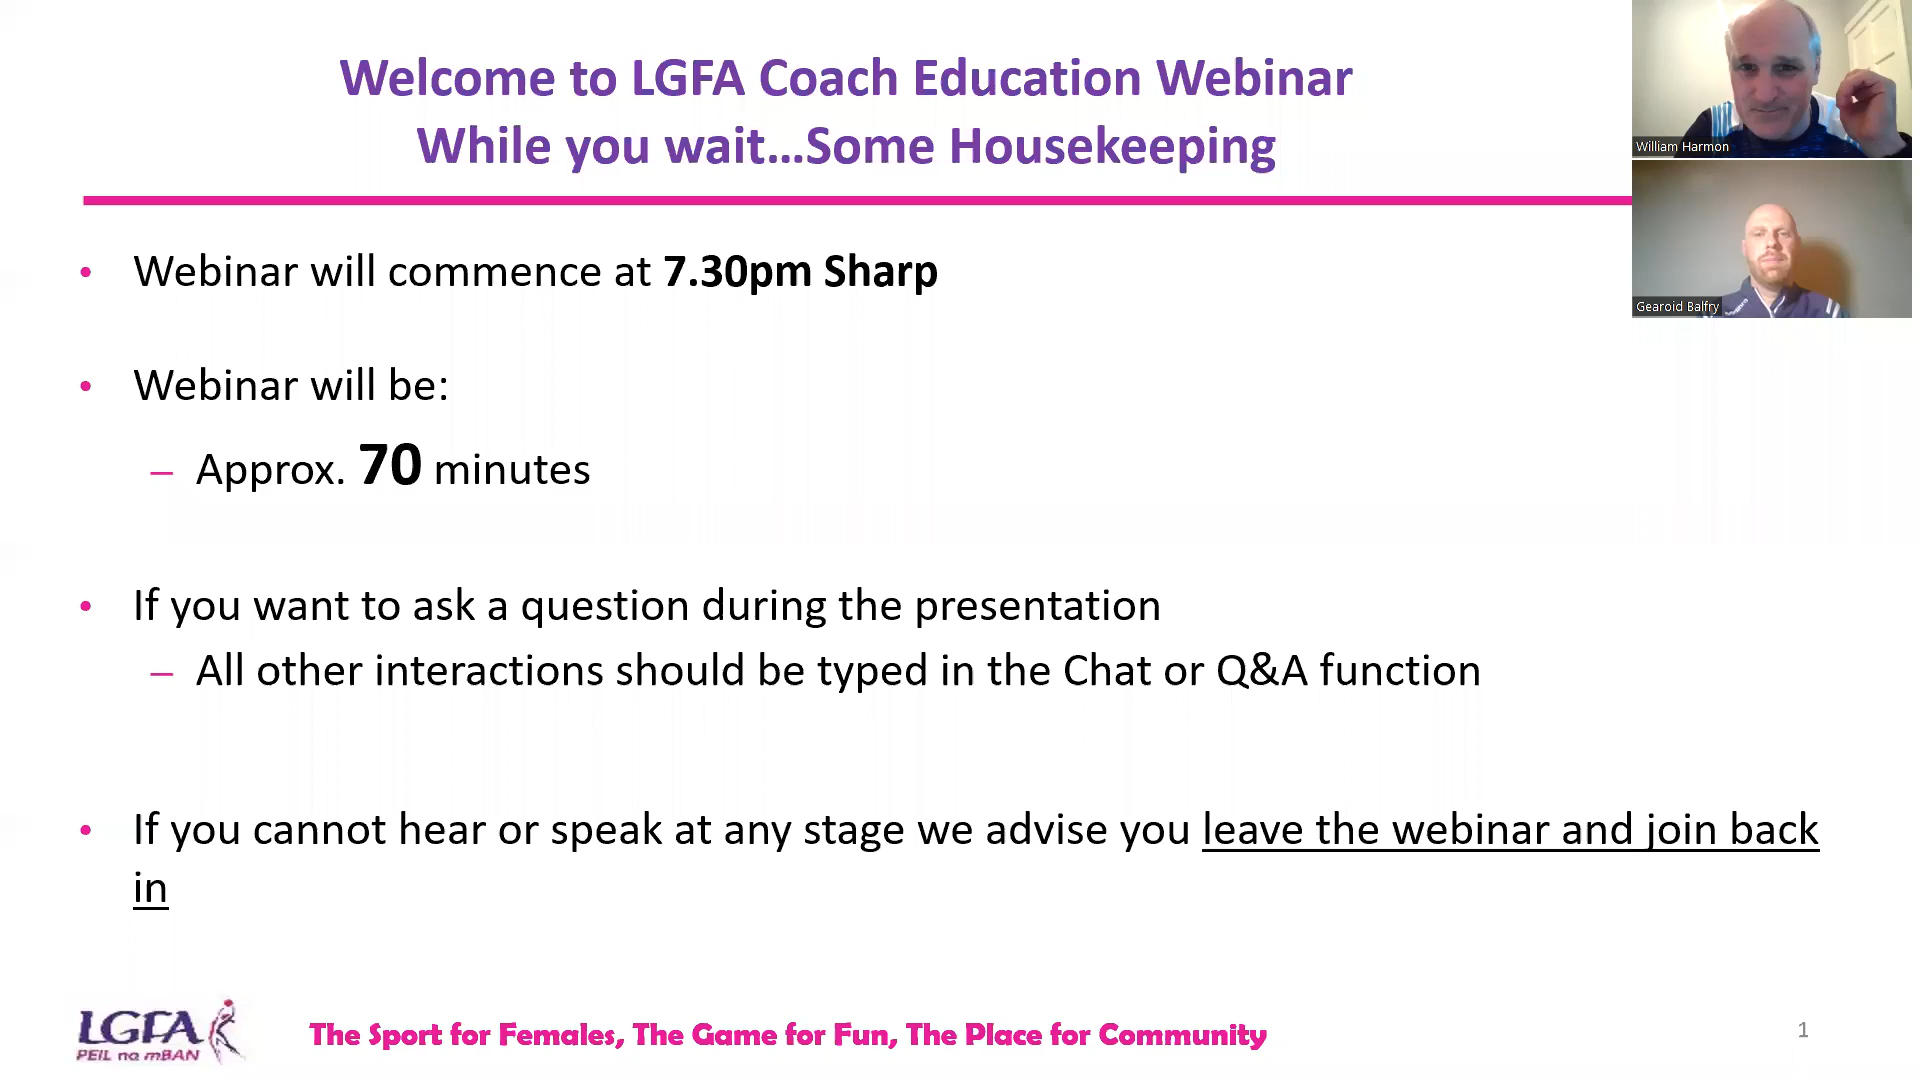 Welcome to LGFA Coach Education Webinar
While you wait...Some Housekeeping
William Harmon
Gearoid Balfry
• Webinar will commence at 7.30pm Sharp
• Webinar will be:
– Approx. 70 minutes
• If you want to ask a question during the presentation
– All other interactions should be typed in the Chat or Q&A function
• If you cannot hear or speak at any stage we advise you leave the webinar and join back
in
LGFA
PEIL na mBAN
The Sport for Females, The Game for Fun, The Place for Community
1